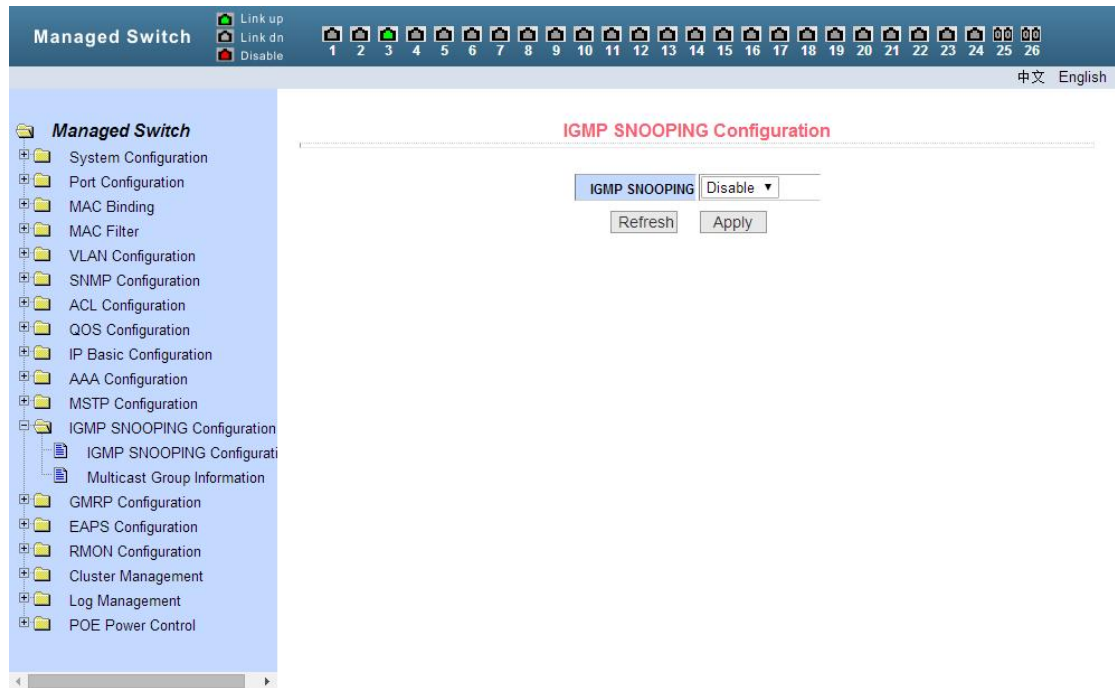 Managed Switch
Link up
Link dn
Disable
1 2 3 4 5 6 7 8 9 10 11 12 13 14 15 16 17 18 19 20 21 22 23 24 25 26
中文 English
Managed Switch
System Configuration
Port Configuration
MAC Binding
MAC Filter
VLAN Configuration
SNMP Configuration
ACL Configuration
QOS Configuration
IP Basic Configuration
AAA Configuration
MSTP Configuration
IGMP SNOOPING Configuration
IGMP SNOOPING Configurati
Multicast Group Information
GMRP Configuration
EAPS Configuration
RMON Configuration
Cluster Management
Log Management
POE Power Control
IGMP SNOOPING Configuration
IGMP SNOOPING Disable
Refresh Apply